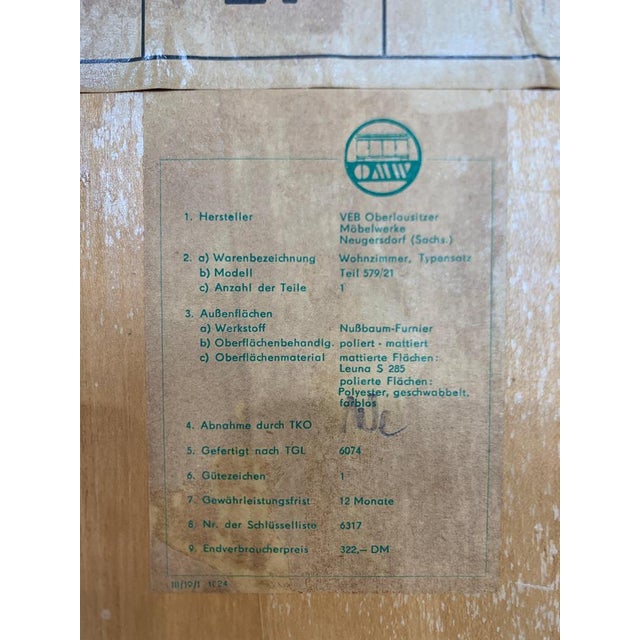 OMW
1. Hersteller VEB Oberlausitzer
Möbelwerke
Neugersdorf (Sachs.)
2. a) Warenbezeichnung Wohnzimmer, Typensatz
b) Modell Teil 579/21
c) Anzahl der Teile 1
3. Außenflächen
a) Werkstoff Nußbaum-Furnier
b) Oberflächenbehandlg. poliert - mattiert
c) Oberflächenmaterial mattierte Flächen:
Leuna S 285
polierte Flächen:
Polyester, geschwabbelt,
farblos
4. Abnahme durch TKO
5. Gefertigt nach TGL 6074
6. Gütezeichen 1
7. Gewährleistungsfrist 12 Monate
8. Nr. der Schlüsselliste 6317
9. Endverbraucherpreis 322,– DM